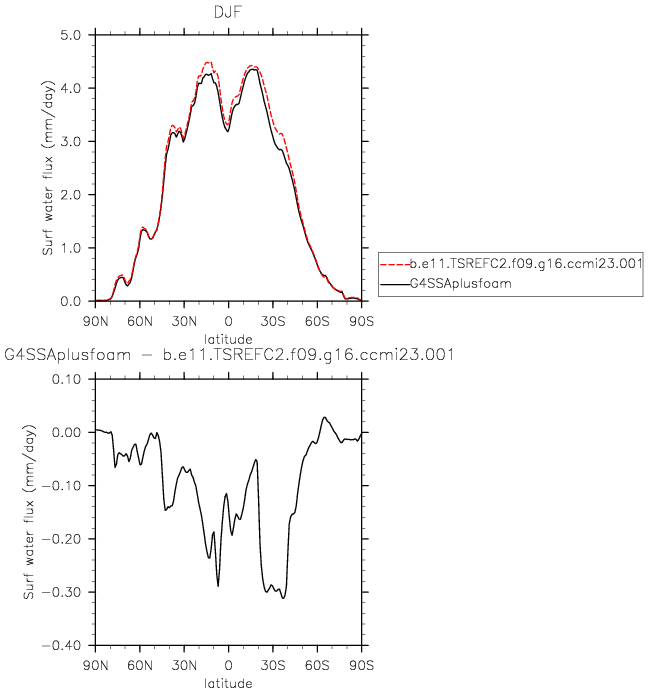 DJF
5.0
4.0
3.0
2.0
1.0
0.0
Surf water flux (mm/day)
90N 60N 30N 0 30S 60S 90S
latitude
b.e11.TSREFC2.f09.g16.ccmi23.001
G4SSAplusfoam
G4SSAplusfoam − b.e11.TSREFC2.f09.g16.ccmi23.001
0.10
0.00
−0.10
−0.20
−0.30
−0.40
Surf water flux (mm/day)
90N 60N 30N 0 30S 60S 90S
latitude